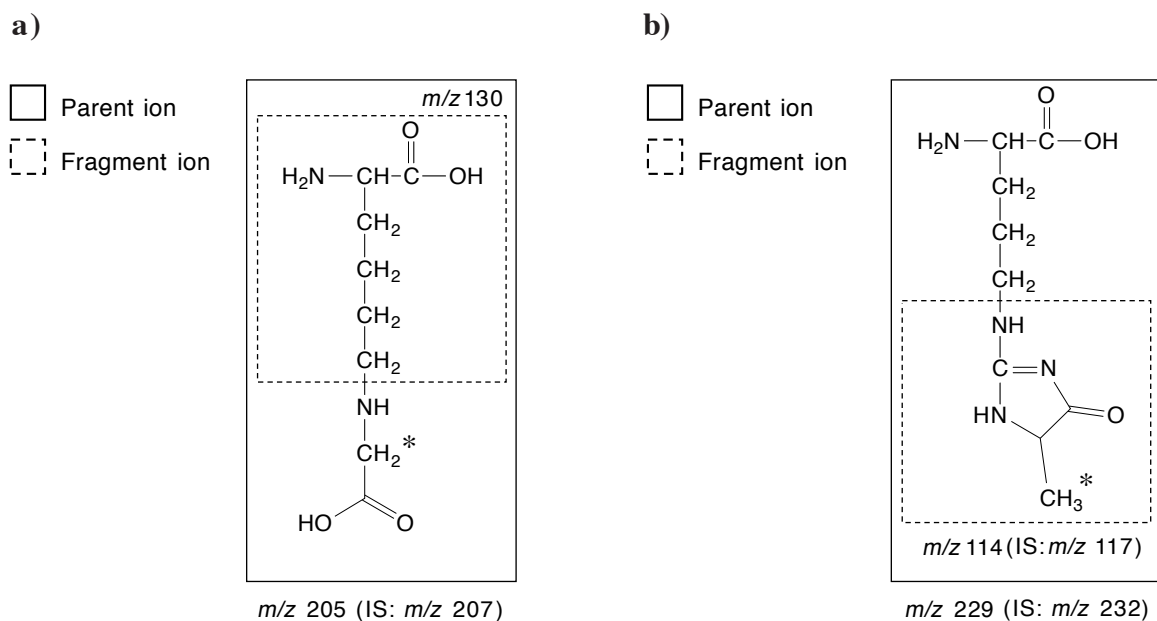 a)
Parent ion
Fragment ion
m/z 130
O
H₂N CH C OH
CH₂
CH₂
CH₂
CH₂
NH
CH₂*
HO O
m/z 205 (IS: m/z 207)
b)
Parent ion
Fragment ion
O
H₂N CH C OH
CH₂
CH₂
CH₂
NH
C N
HN O
CH₃*
m/z 114 (IS: m/z 117)
m/z 229 (IS: m/z 232)